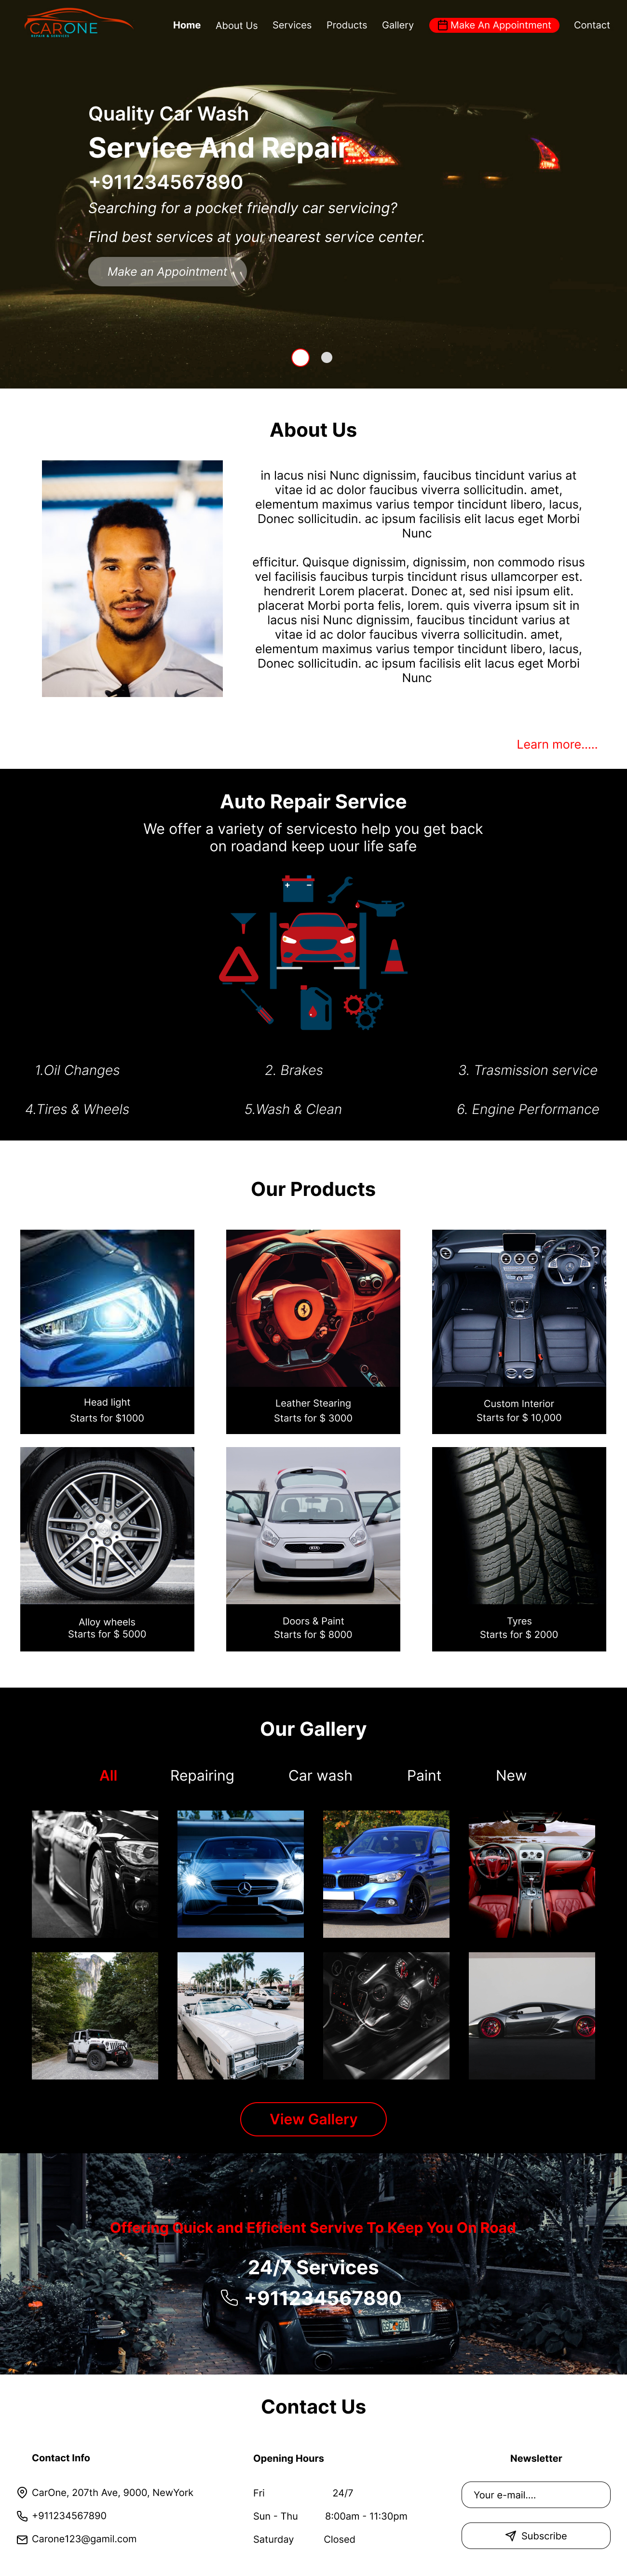 CARONE
REPAIR & SERVICES
Home
About Us
Services
Products
Gallery
Make An Appointment
Contact
Quality Car Wash
Service And Repair
+911234567890
Searching for a pocket friendly car servicing?
Find best services at your nearest service center.
Make an Appointment
About Us
in lacus nisi Nunc dignissim, faucibus tincidunt varius at
vitae id ac dolor faucibus viverra sollicitudin. amet,
elementum maximus varius tempor tincidunt libero, lacus,
Donec sollicitudin. ac ipsum facilisis elit lacus eget Morbi
Nunc
efficitur. Quisque dignissim, dignissim, non commodo risus
vel facilisis faucibus turpis tincidunt risus ullamcorper est.
hendrerit Lorem placerat. Donec at, sed nisi ipsum elit.
placerat Morbi porta felis, lorem. quis viverra ipsum sit in
lacus nisi Nunc dignissim, faucibus tincidunt varius at
vitae id ac dolor faucibus viverra sollicitudin. amet,
elementum maximus varius tempor tincidunt libero, lacus,
Donec sollicitudin. ac ipsum facilisis elit lacus eget Morbi
Nunc
Learn more.....
Auto Repair Service
We offer a variety of servicesto help you get back
on roadand keep uour life safe
1.Oil Changes
2. Brakes
3. Trasmission service
4.Tires & Wheels
5.Wash & Clean
6. Engine Performance
Our Products
Head light
Starts for $1000
Leather Stearing
Starts for $ 3000
Custom Interior
Starts for $ 10,000
Alloy wheels
Starts for $ 5000
KIA
Doors & Paint
Starts for $ 8000
Tyres
Starts for $ 2000
Our Gallery
All
Repairing
Car wash
Paint
New
View Gallery
Offering Quick and Efficient Servive To Keep You On Road
24/7 Services
+911234567890
Contact Us
Contact Info
CarOne, 207th Ave, 9000, NewYork
+911234567890
Carone123@gamil.com
Opening Hours
Fri 24/7
Sun - Thu 8:00am - 11:30pm
Saturday Closed
Newsletter
Your e-mail....
Subscribe